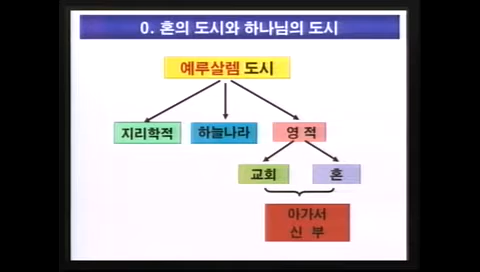 0. 혼의 도시와 하나님의 도시
예루살렘 도시
지리학적
하늘나라
영 적
교회
혼
아가서
신 부